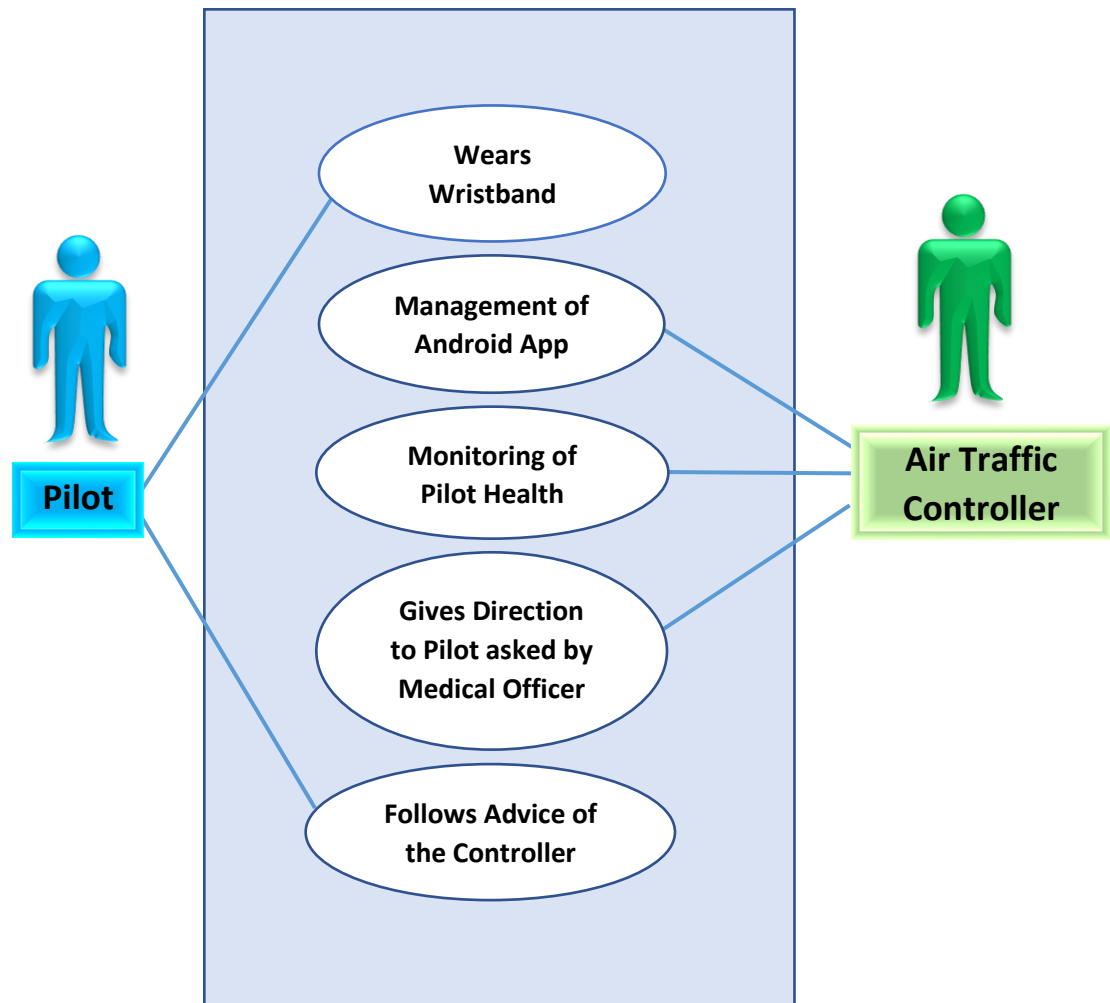 Wears
Wristband
Management of
Android App
Monitoring of
Pilot Health
Gives Direction
to Pilot asked by
Medical Officer
Follows Advice of
the Controller
Pilot
Air Traffic
Controller